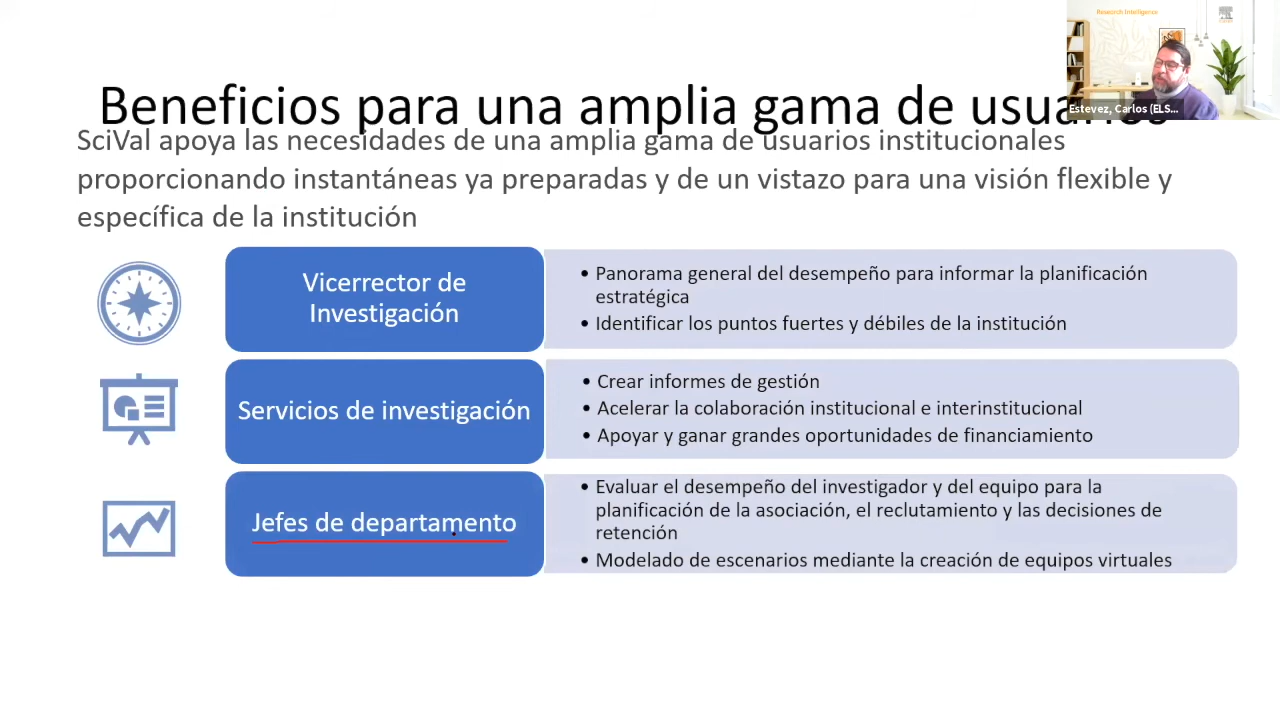 Research Intelligence
Beneficios para una amplia gama de usuarios
Estevez, Carlos (ELS...
SciVal apoya las necesidades de una amplia gama de usuarios institucionales
proporcionando instantáneas ya preparadas y de un vistazo para una visión flexible y
específica de la institución
Vicerrector de
Investigación
• Panorama general del desempeño para informar la planificación
estratégica
• Identificar los puntos fuertes y débiles de la institución
Servicios de investigación
• Crear informes de gestión
• Acelerar la colaboración institucional e interinstitucional
• Apoyar y ganar grandes oportunidades de financiamiento
Jefes de departamento
• Evaluar el desempeño del investigador y del equipo para la
planificación de la asociación, el reclutamiento y las decisiones de
retención
• Modelado de escenarios mediante la creación de equipos virtuales